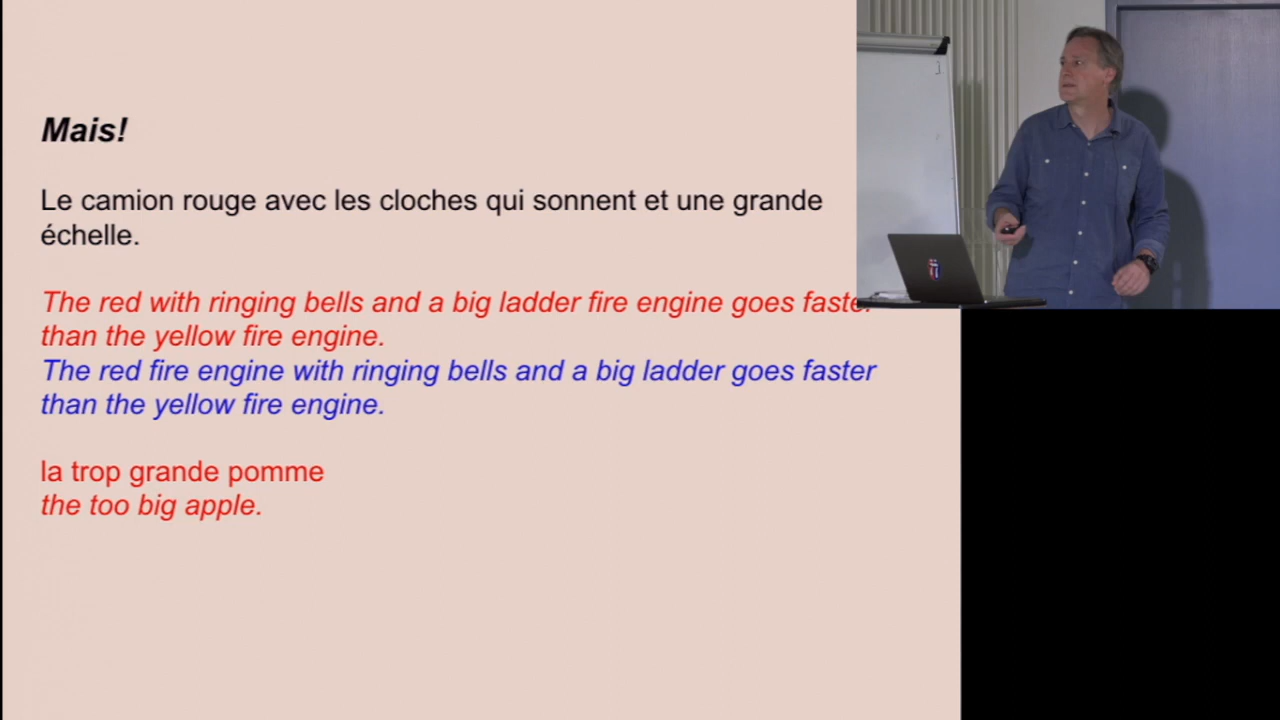 Mais!
Le camion rouge avec les cloches qui sonnent et une grande
échelle.
The red with ringing bells and a big ladder fire engine goes faster
than the yellow fire engine.
The red fire engine with ringing bells and a big ladder goes faster
than the yellow fire engine.
la trop grande pomme
the too big apple.